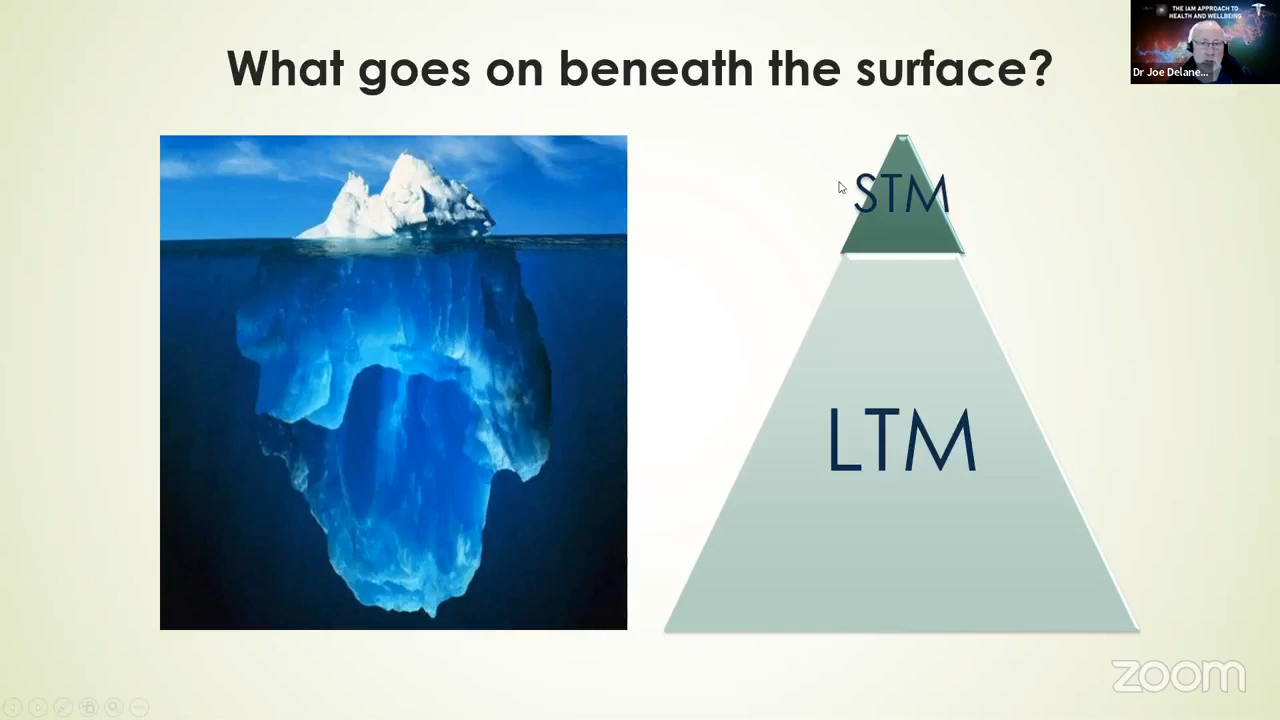 What goes on beneath the surface?
THE IAM APPROACH TO
HEALTH AND WELLBEING
Dr Joe Delane...
STM
LTM
zoom